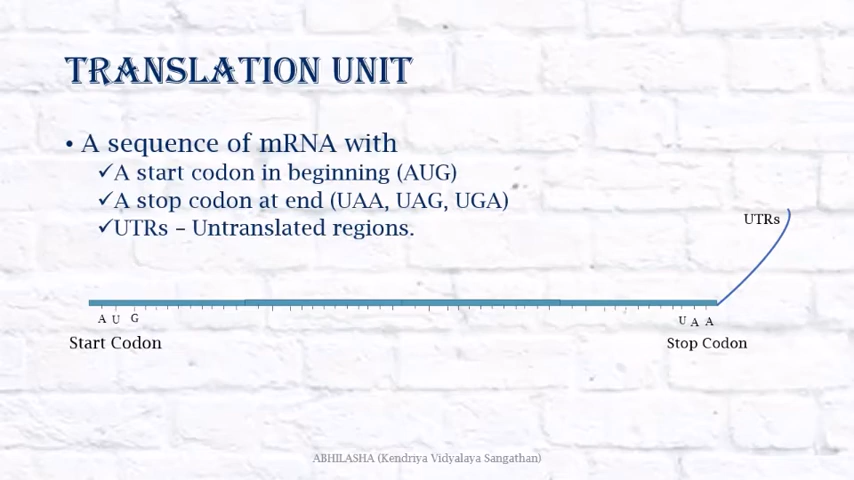 TRANSLATION UNIT
• A sequence of mRNA with
✓A start codon in beginning (AUG)
✓A stop codon at end (UAA, UAG, UGA)
✓UTRs – Untranslated regions.
UTRs
A U G
U A A
Start Codon
Stop Codon
ABHILASHA (Kendriya Vidyalaya Sangathan)